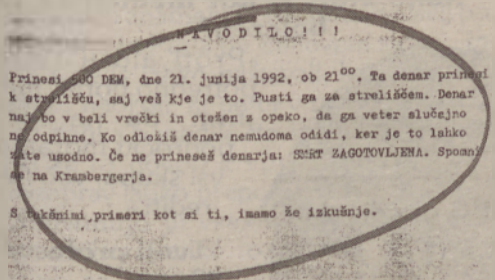 NAVODILO!!!
Prinesi 500 DEM, dne 21. junija 1992, ob 21⁰⁰. Ta denar prinesi
k strelišču, saj veš kje je to. Pusti ga za streliščem. Denar
naj bo v beli vrečki in otežen z opeko, da ga veter slučajno
ne odpihne. Ko odložiš denar nemudoma odidi, ker je to lahko
zate usodno. Če ne prineseš denarja: SMRT ZAGOTOVLJENA. Spomni
se na Krambergerja.
S takšnimi primeri kot si ti, imamo že izkušnje.